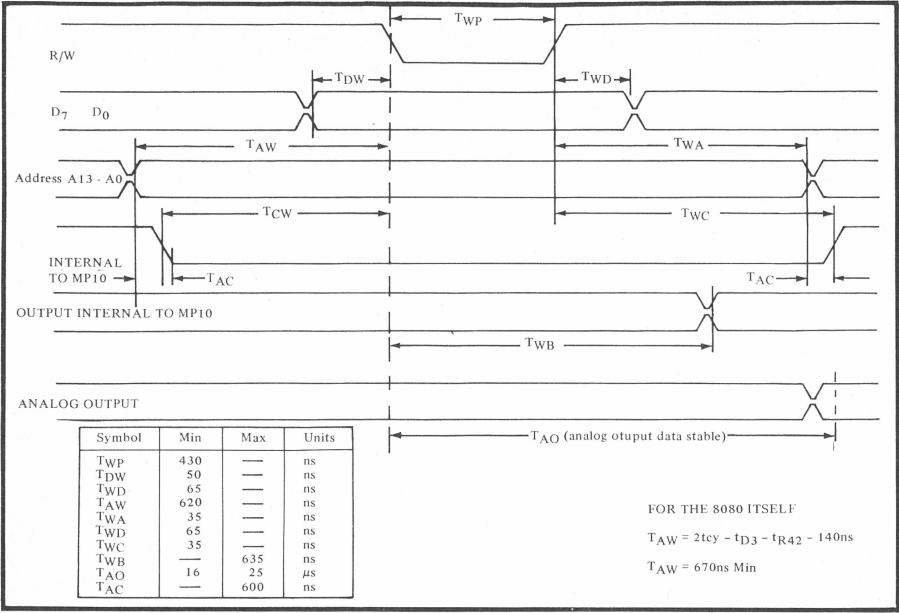 TWP
R/W
TDW
TWD
D7 D0
TAW
TWA
Address A13 - A0
TCW
TWC
INTERNAL
TO MP10
TAC
TAC
OUTPUT INTERNAL TO MP10
TWB
ANALOG OUTPUT
TAO (analog otuput data stable)
Symbol Min Max Units
TWP 430 — ns
TDW 50 — ns
TWD 65 — ns
TAW 620 — ns
TWA 35 — ns
TWD 65 — ns
TWC 35 — ns
TWB — 635 ns
TAO 16 25 μs
TAC — 600 ns
FOR THE 8080 ITSELF
TAW = 2tcy - tD3 - tR42 - 140ns
TAW = 670ns Min